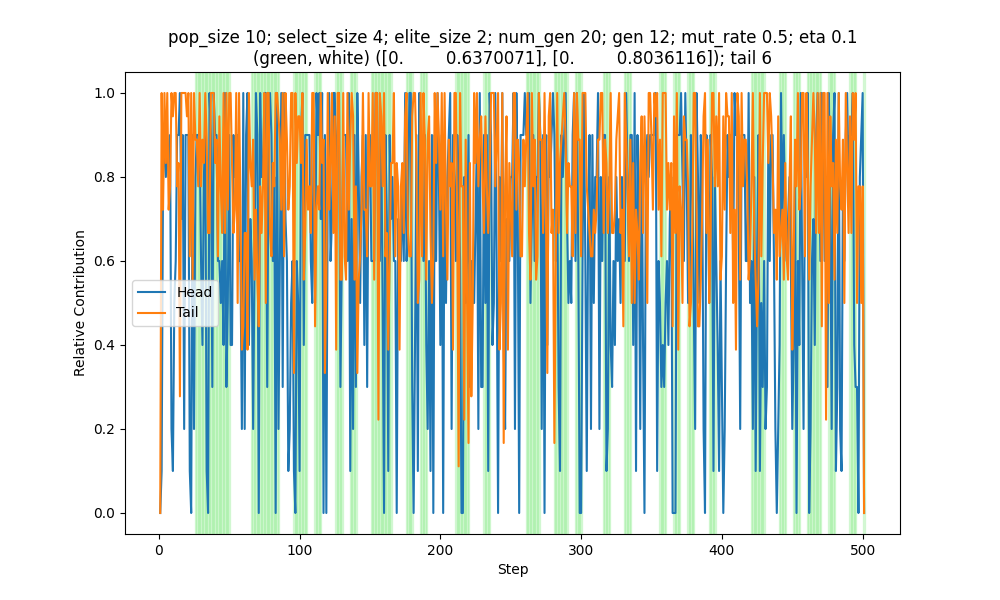 pop_size 10; select_size 4; elite_size 2; num_gen 20; gen 12; mut_rate 0.5; eta 0.1
(green, white) ([0. 0.6370071], [0. 0.8036116]); tail 6
1.0
0.8
0.6
0.4
0.2
0.0
Relative Contribution
Head
Tail
0 100 200 300 400 500
Step